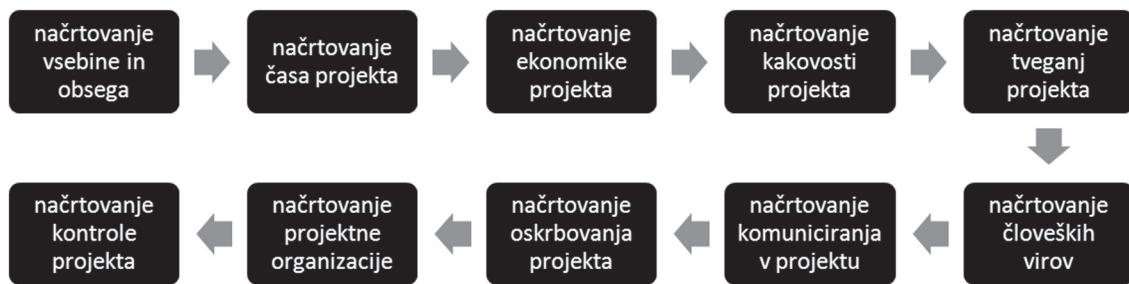 načrtovanje
vsebine in
obsega
načrtovanje
časa projekta
načrtovanje
ekonomike
projekta
načrtovanje
kakovosti
projekta
načrtovanje
tveganj
projekta
načrtovanje
človeških
virov
načrtovanje
komuniciranja
v projektu
načrtovanje
oskrbovanja
projekta
načrtovanje
projektne
organizacije
načrtovanje
kontrole
projekta